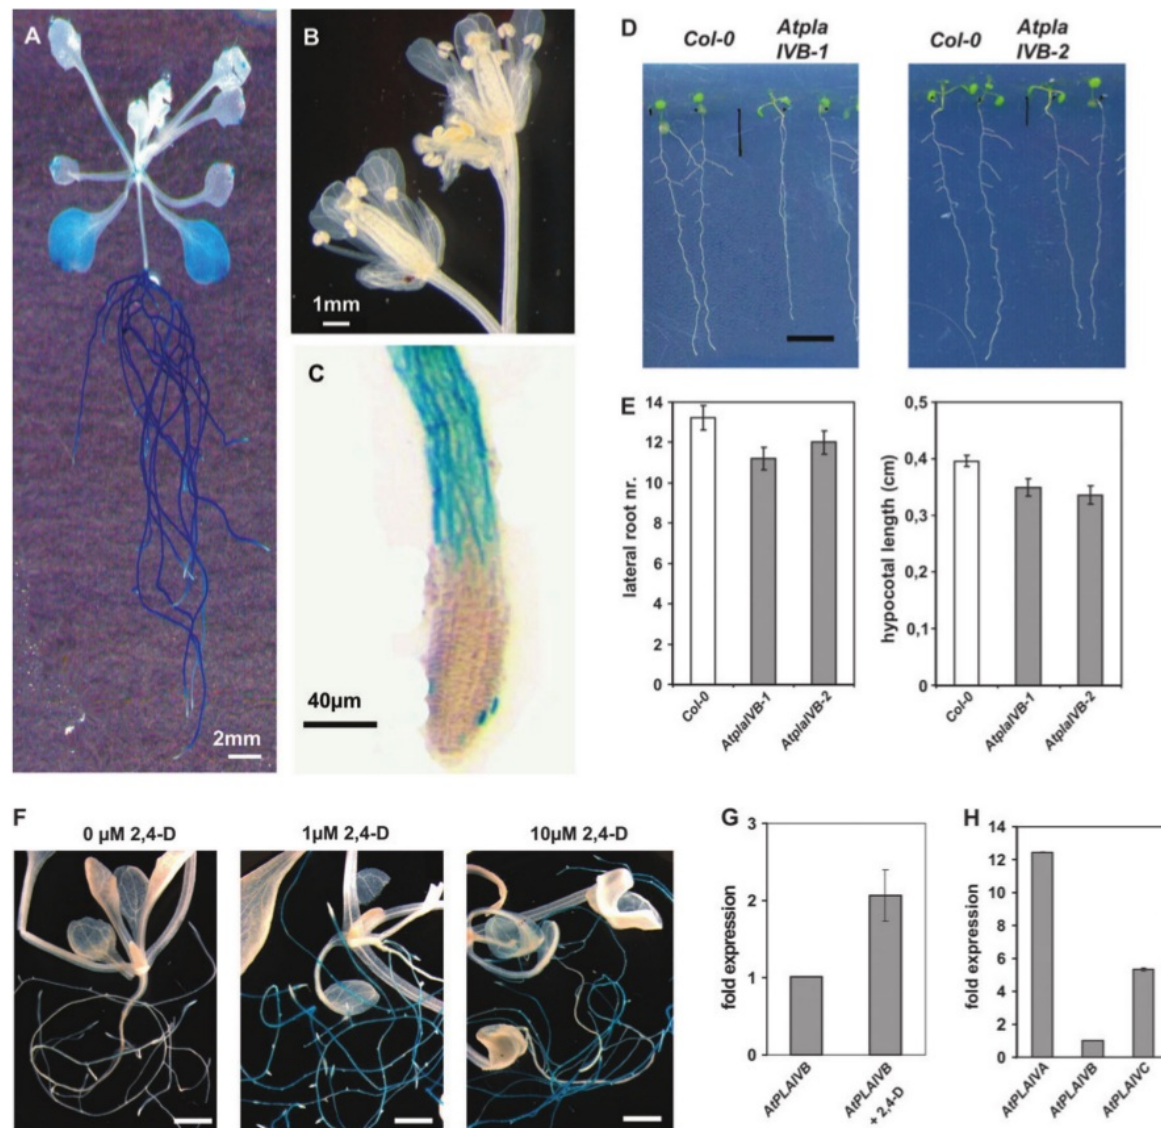 A
2mm
B
1mm
C
40µm
D
Col-0
Atpla
IVB-1
Col-0
Atpla
IVB-2
E
lateral root nr.
14
12
10
8
6
4
2
0
Col-0
AtplaIVB-1
AtplaIVB-2
hypocotal length (cm)
0,5
0,4
0,3
0,2
0,1
0
Col-0
AtplaIVB-1
AtplaIVB-2
F
0 µM 2,4-D
1µM 2,4-D
10µM 2,4-D
G
fold expression
3
2
1
0
AtPLAIVB
AtPLAIVB
+ 2,4-D
H
fold expression
14
12
10
8
6
4
2
0
AtPLAIVA
AtPLAIVB
AtPLAIVC